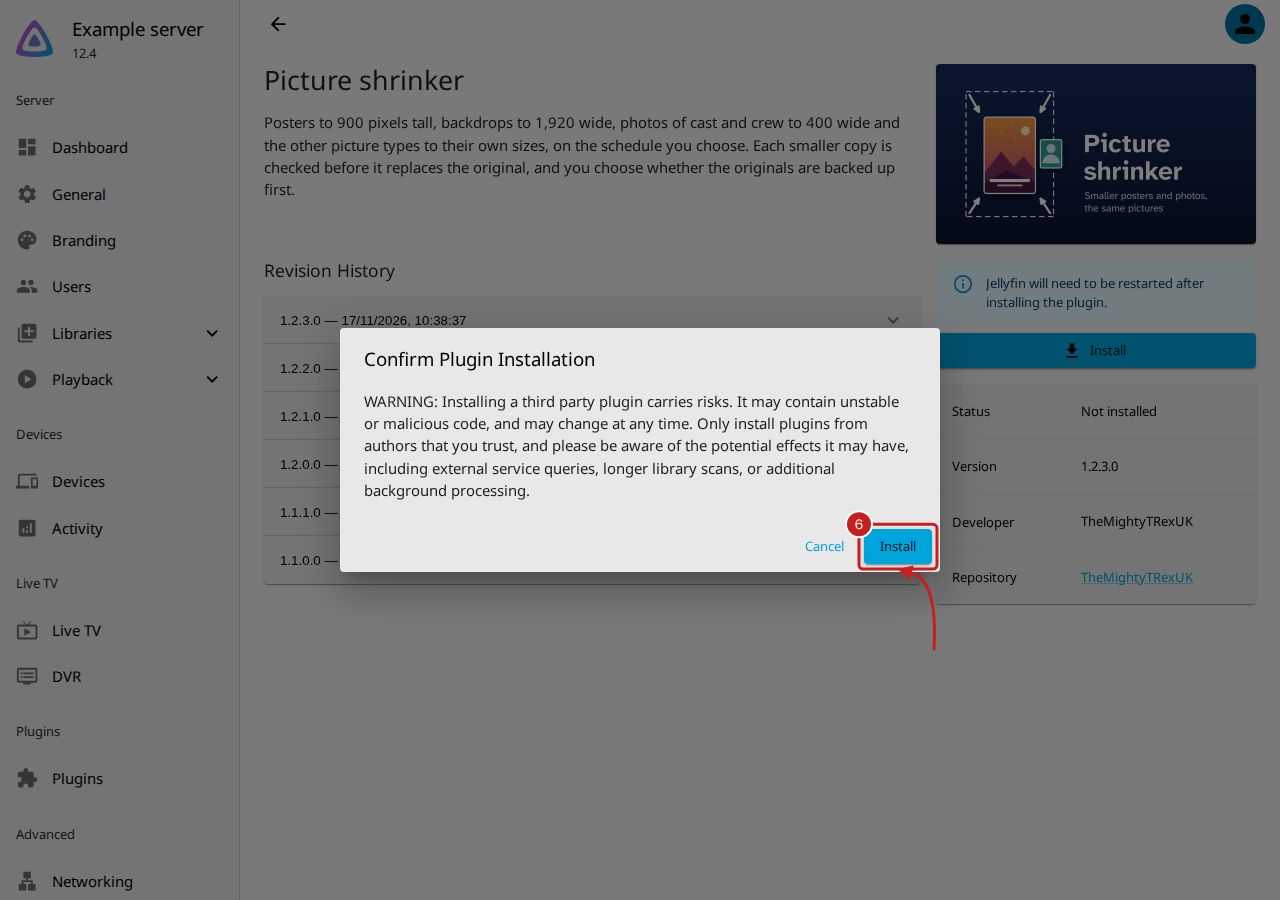 Example server
12.4
Server
Dashboard
General
Branding
Users
Libraries
Playback
Devices
Devices
Activity
Live TV
Live TV
DVR
Plugins
Plugins
Advanced
Networking
Picture shrinker
Posters to 900 pixels tall, backdrops to 1,920 wide, photos of cast and crew to 400 wide and
the other picture types to their own sizes, on the schedule you choose. Each smaller copy is
checked before it replaces the original, and you choose whether the originals are backed up
first.
Revision History
1.2.3.0 — 17/11/2026, 10:38:37
1.2.2.0 —
1.2.1.0 —
1.2.0.0 —
1.1.1.0 —
1.1.0.0 —
Confirm Plugin Installation
WARNING: Installing a third party plugin carries risks. It may contain unstable
or malicious code, and may change at any time. Only install plugins from
authors that you trust, and please be aware of the potential effects it may have,
including external service queries, longer library scans, or additional
background processing.
6
Cancel
Install
Picture
shrinker
Smaller posters and photos,
the same pictures
Jellyfin will need to be restarted after
installing the plugin.
Install
Status Not installed
Version 1.2.3.0
Developer TheMightyTRexUK
Repository TheMightyTRexUK